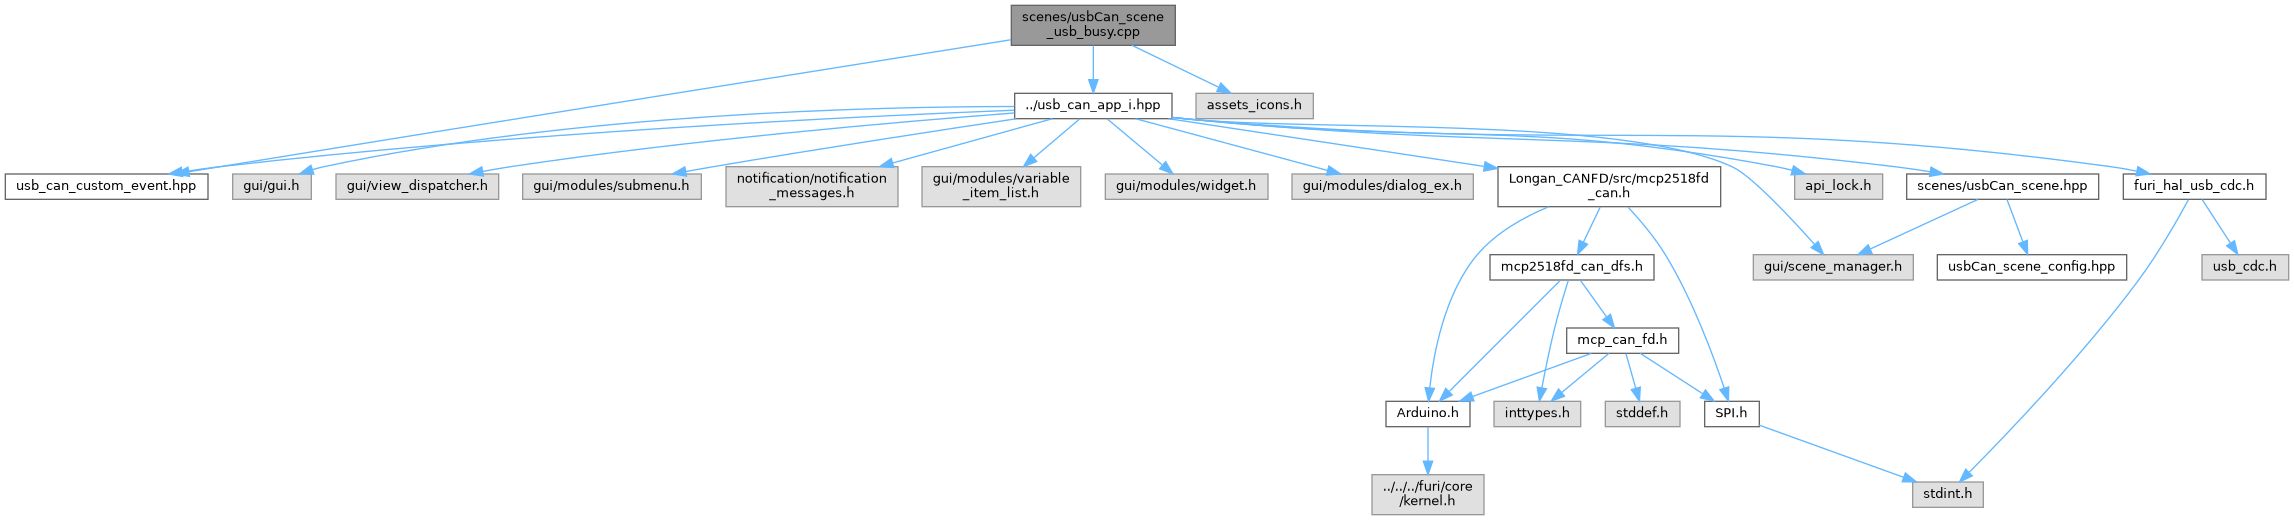 scenes/usbCan_scene
_usb_busy.cpp
../usb_can_app_i.hpp
assets_icons.h
usb_can_custom_event.hpp
gui/gui.h
gui/view_dispatcher.h
gui/modules/submenu.h
notification/notification
_messages.h
gui/modules/variable
_item_list.h
gui/modules/widget.h
gui/modules/dialog_ex.h
Longan_CANFD/src/mcp2518fd
_can.h
api_lock.h
scenes/usbCan_scene.hpp
furi_hal_usb_cdc.h
mcp2518fd_can_dfs.h
gui/scene_manager.h
usbCan_scene_config.hpp
usb_cdc.h
mcp_can_fd.h
Arduino.h
inttypes.h
stddef.h
SPI.h
../../../furi/core
/kernel.h
stdint.h